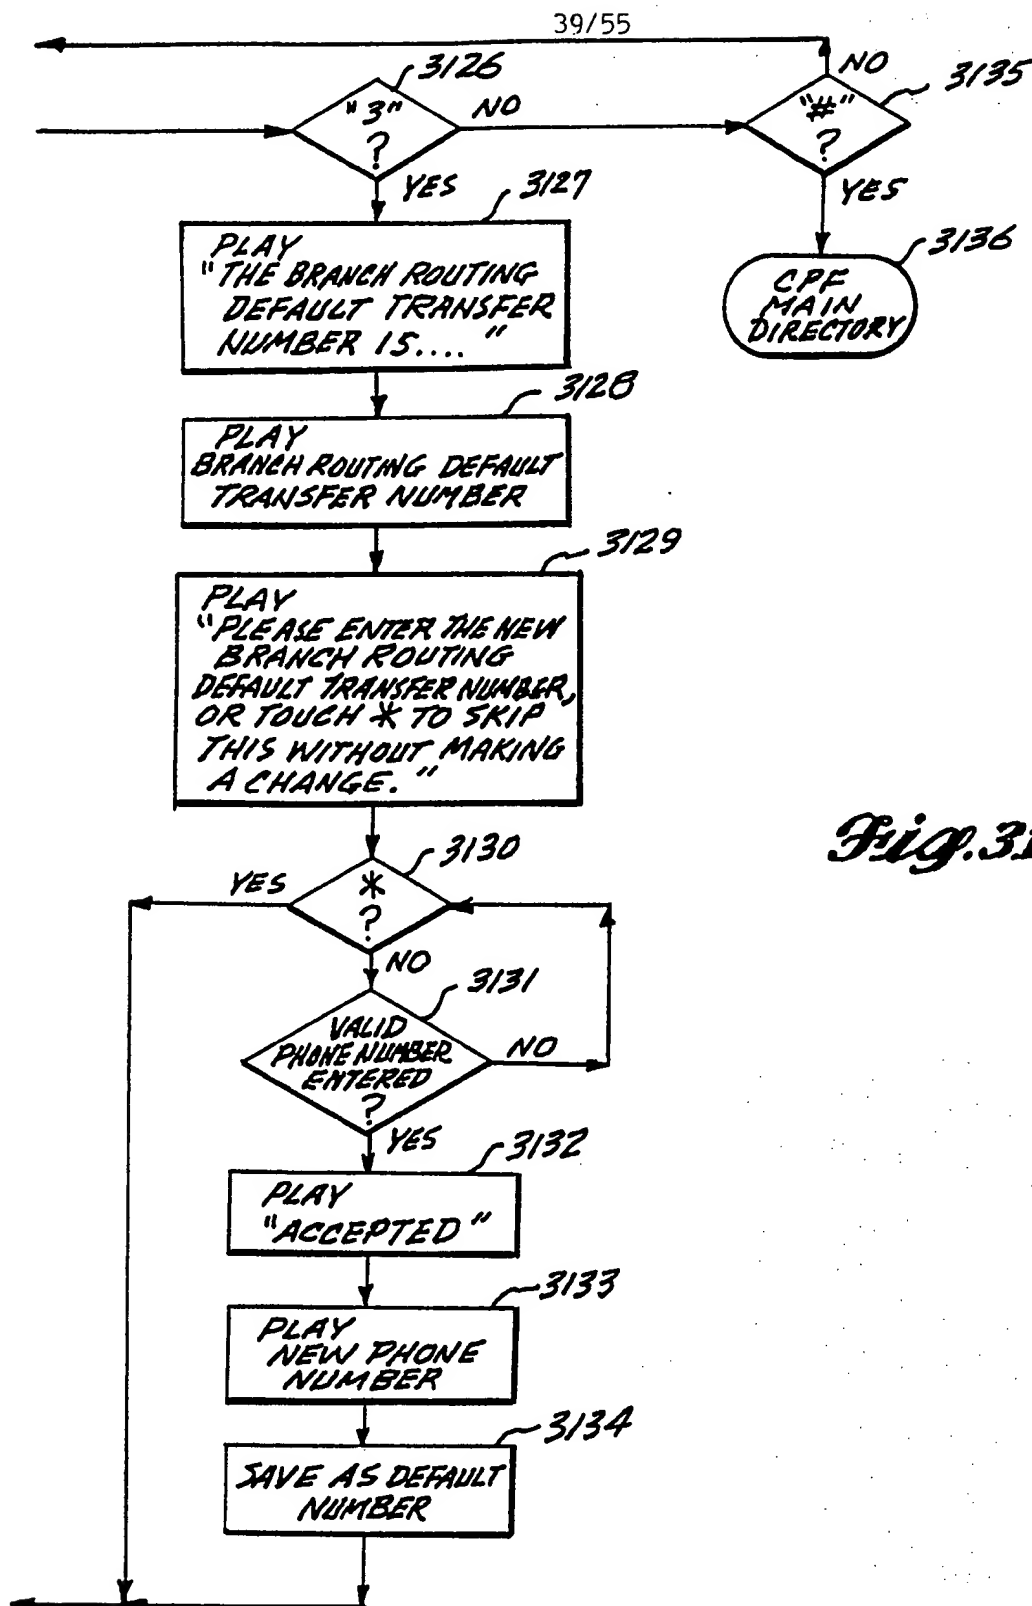 39/55
3126
"3"
?
NO
YES
NO
3135
"#"
?
YES
3136
CPF
MAIN
DIRECTORY
3127
PLAY
"THE BRANCH ROUTING
DEFAULT TRANSFER
NUMBER IS...."
3128
PLAY
BRANCH ROUTING DEFAULT
TRANSFER NUMBER
3129
PLAY
"PLEASE ENTER THE NEW
BRANCH ROUTING
DEFAULT TRANSFER NUMBER,
OR TOUCH * TO SKIP
THIS WITHOUT MAKING
A CHANGE."
3130
YES
*
?
NO
3131
VALID
PHONE NUMBER
ENTERED
?
NO
YES
3132
PLAY
"ACCEPTED"
3133
PLAY
NEW PHONE
NUMBER
3134
SAVE AS DEFAULT
NUMBER